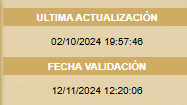 ULTIMA ACTUALIZACIÓN
02/10/2024 19:57:46
FECHA VALIDACIÓN
12/11/2024 12:20:06